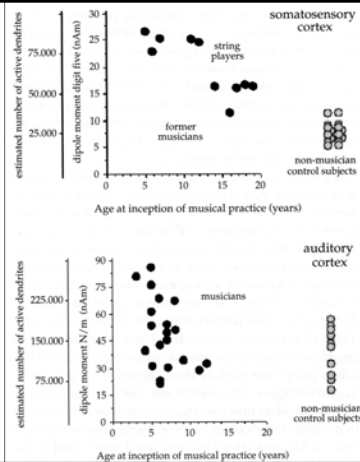 somatosensory
cortex
estimated number of active dendrites
75.000
50.000
25.000
dipole moment digit five (nAm)
30
25
20
15
10
5
0
string
players
former
musicians
0
5
10
15
20
non-musician
control subjects
Age at inception of musical practice (years)
auditory
cortex
estimated number of active dendrites
225.000
150.000
75.000
dipole moment N/m (nAm)
90
75
60
45
30
15
0
musicians
0
5
10
15
20
non-musician
control subjects
Age at inception of musical practice (years)